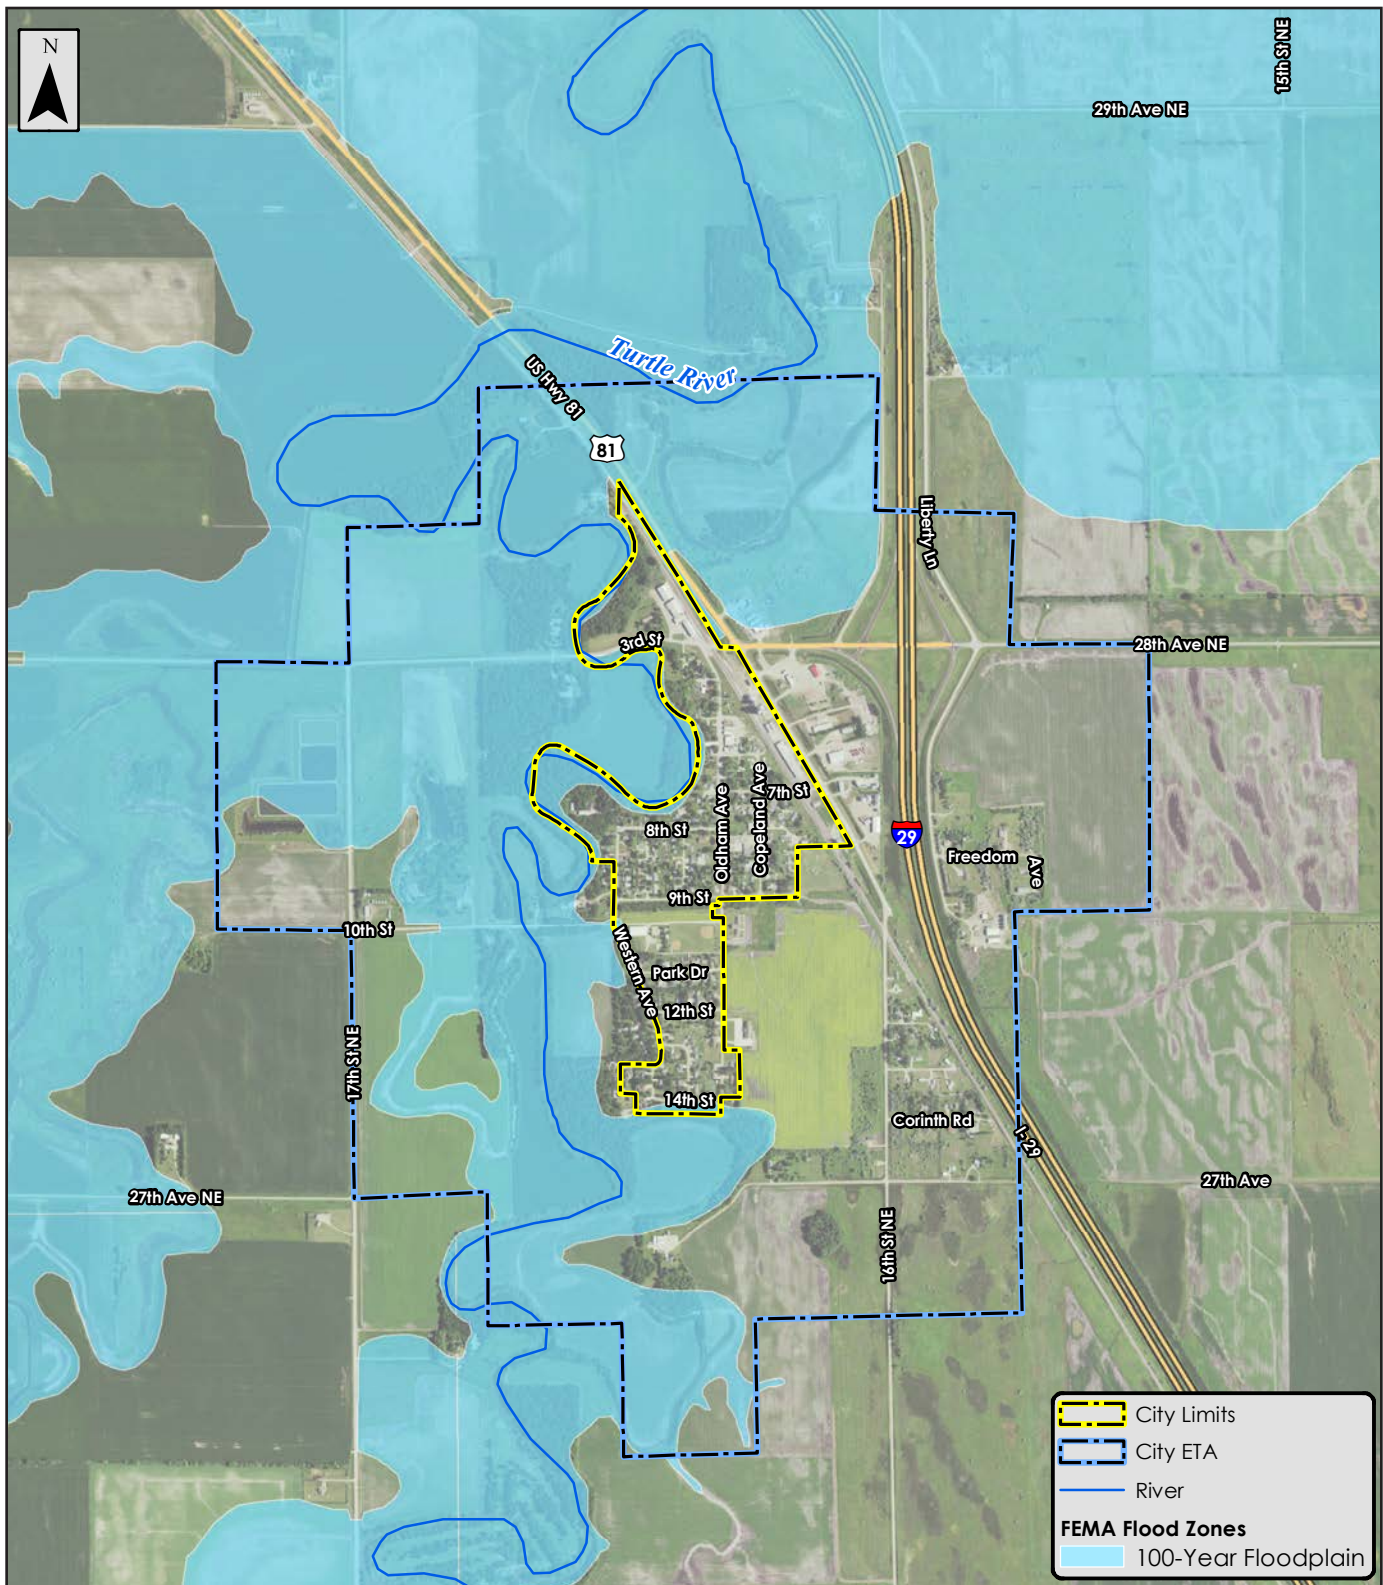 N
15th St NE
29th Ave NE
Turtle River
US Hwy 81
81
Liberty Ln
3rd St
28th Ave NE
7th St
Copeland Ave
Oldham Ave
8th St
29
Freedom
Ave
9th St
10th St
Western Ave
Park Dr
12th St
17th St NE
14th St
Corinth Rd
I-29
27th Ave NE
27th Ave
16th St NE
City Limits
City ETA
River
FEMA Flood Zones
100-Year Floodplain